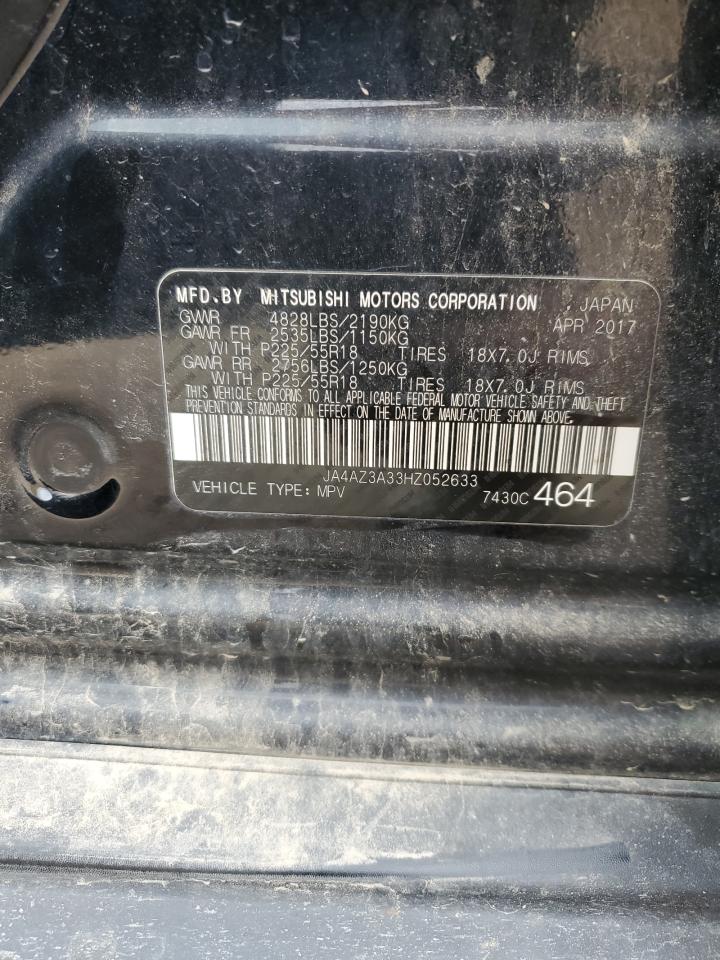 MFD.BY MITSUBISHI MOTORS CORPORATION , JAPAN
GWR 4828LBS/2190KG APR 2017
GAWR FR 2535LBS/1150KG
WITH P225/55R18 TIRES 18X7.0J RIMS
GAWR RR 2756LBS/1250KG
WITH P225/55R18 TIRES 18X7.0J RIMS
THIS VEHICLE CONFORMS TO ALL APPLICABLE FEDERAL MOTOR VEHICLE SAFETY AND THEFT
PREVENTION STANDARDS IN EFFECT ON THE DATE OF MANUFACTURE SHOWN ABOVE.
JA4AZ3A33HZ052633
VEHICLE TYPE:MPV 7430C 464